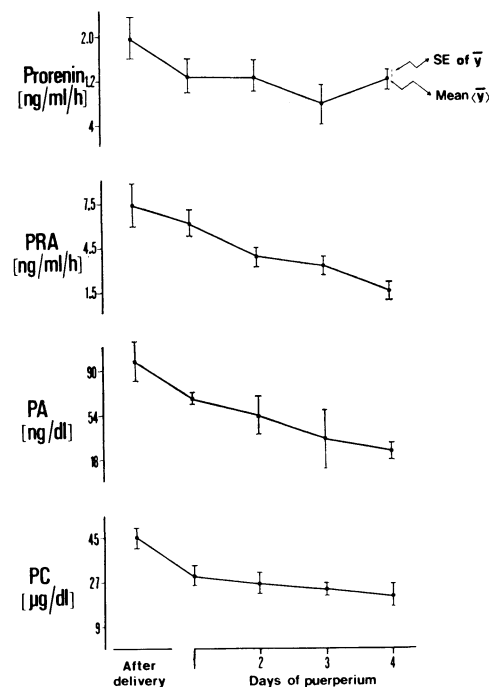 2.0
Prorenin
1.2
[ng/ml/h]
4
SE of y̅
Mean (y̅)
7.5
PRA
4.5
[ng/ml/h]
1.5
90
PA
54
[ng/dl]
18
45
PC
27
[µg/dl]
9
After
delivery
1 2 3 4
Days of puerperium